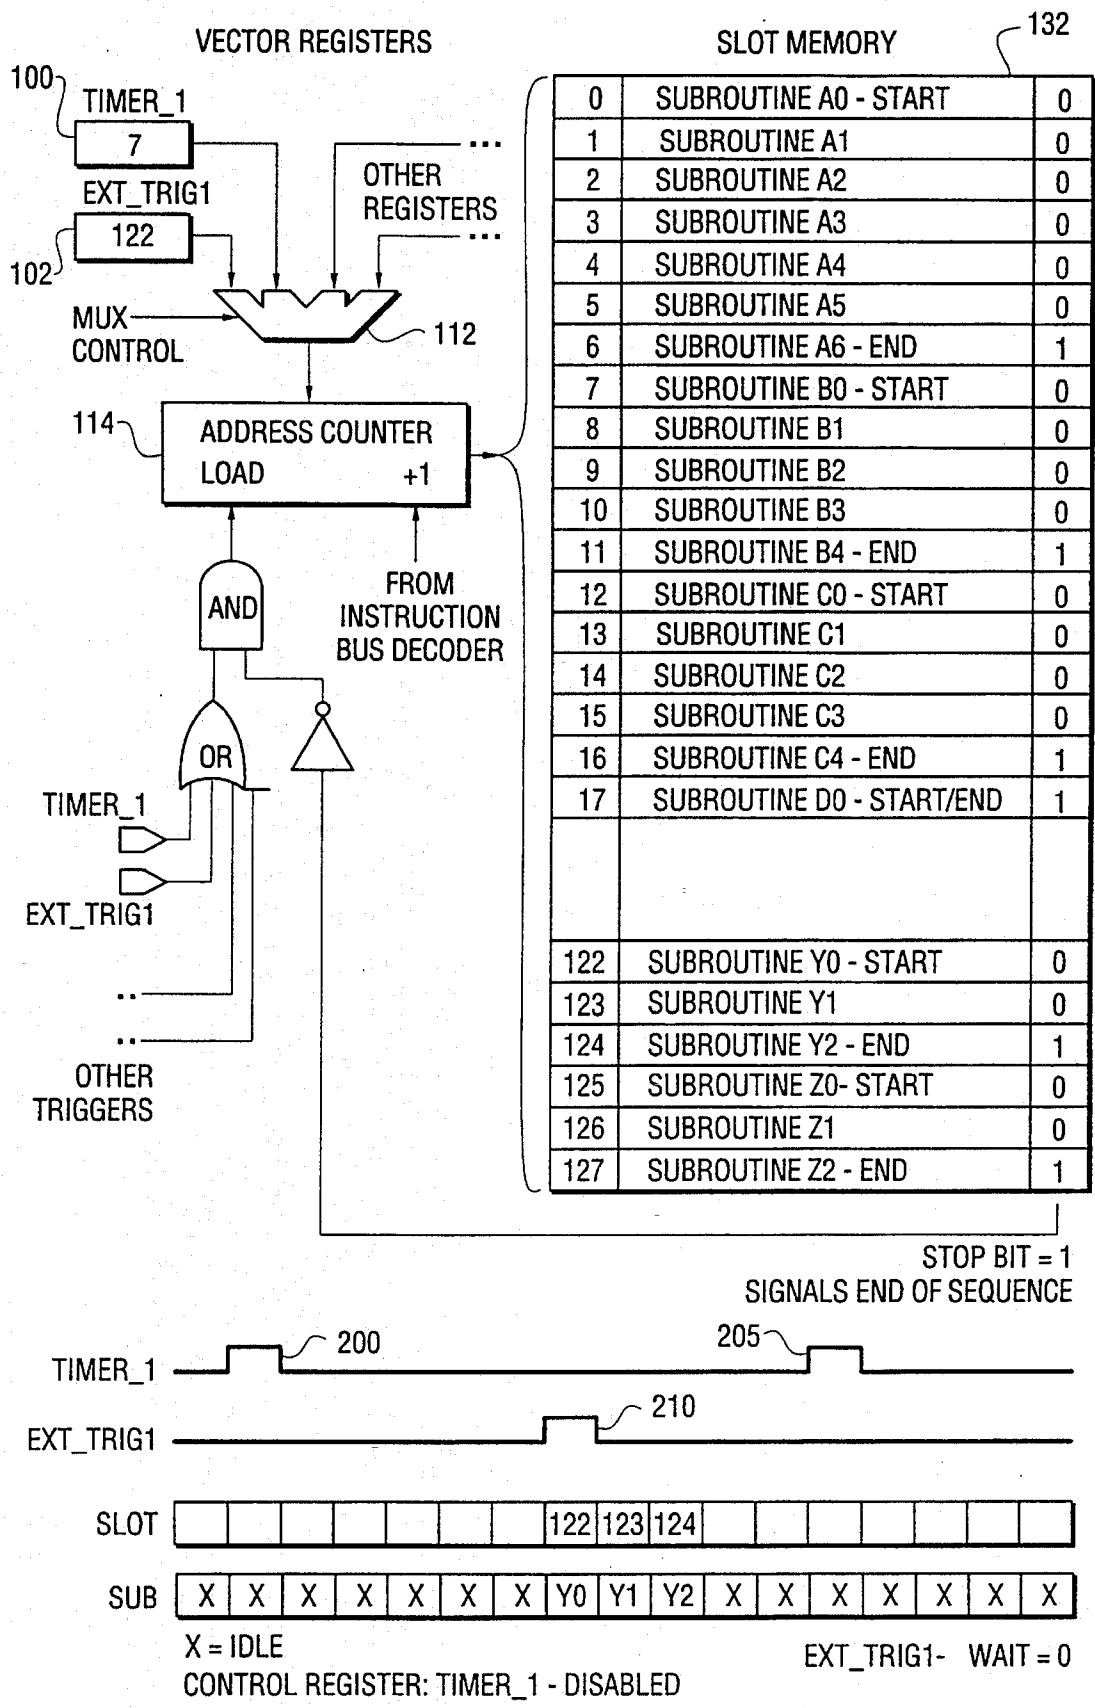 VECTOR REGISTERS
SLOT MEMORY
132
100
TIMER_1
7
EXT_TRIG1
122
102
OTHER
REGISTERS
...
...
MUX
CONTROL
112
114
ADDRESS COUNTER
LOAD +1
AND
FROM
INSTRUCTION
BUS DECODER
OR
TIMER_1
EXT_TRIG1
..
..
OTHER
TRIGGERS
0 SUBROUTINE A0 - START 0
1 SUBROUTINE A1 0
2 SUBROUTINE A2 0
3 SUBROUTINE A3 0
4 SUBROUTINE A4 0
5 SUBROUTINE A5 0
6 SUBROUTINE A6 - END 1
7 SUBROUTINE B0 - START 0
8 SUBROUTINE B1 0
9 SUBROUTINE B2 0
10 SUBROUTINE B3 0
11 SUBROUTINE B4 - END 1
12 SUBROUTINE C0 - START 0
13 SUBROUTINE C1 0
14 SUBROUTINE C2 0
15 SUBROUTINE C3 0
16 SUBROUTINE C4 - END 1
17 SUBROUTINE D0 - START/END 1
122 SUBROUTINE Y0 - START 0
123 SUBROUTINE Y1 0
124 SUBROUTINE Y2 - END 1
125 SUBROUTINE Z0- START 0
126 SUBROUTINE Z1 0
127 SUBROUTINE Z2 - END 1
STOP BIT = 1
SIGNALS END OF SEQUENCE
TIMER_1 200 205
EXT_TRIG1 210
SLOT 122 123 124
SUB X X X X X X X Y0 Y1 Y2 X X X X X X X
X = IDLE
EXT_TRIG1- WAIT = 0
CONTROL REGISTER: TIMER_1 - DISABLED